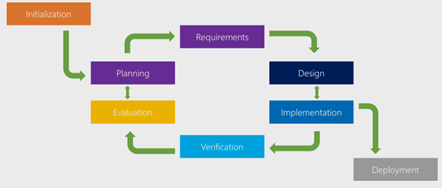 Initialization
Requirements
Planning
Design
Evaluation
Implementation
Verification
Deployment